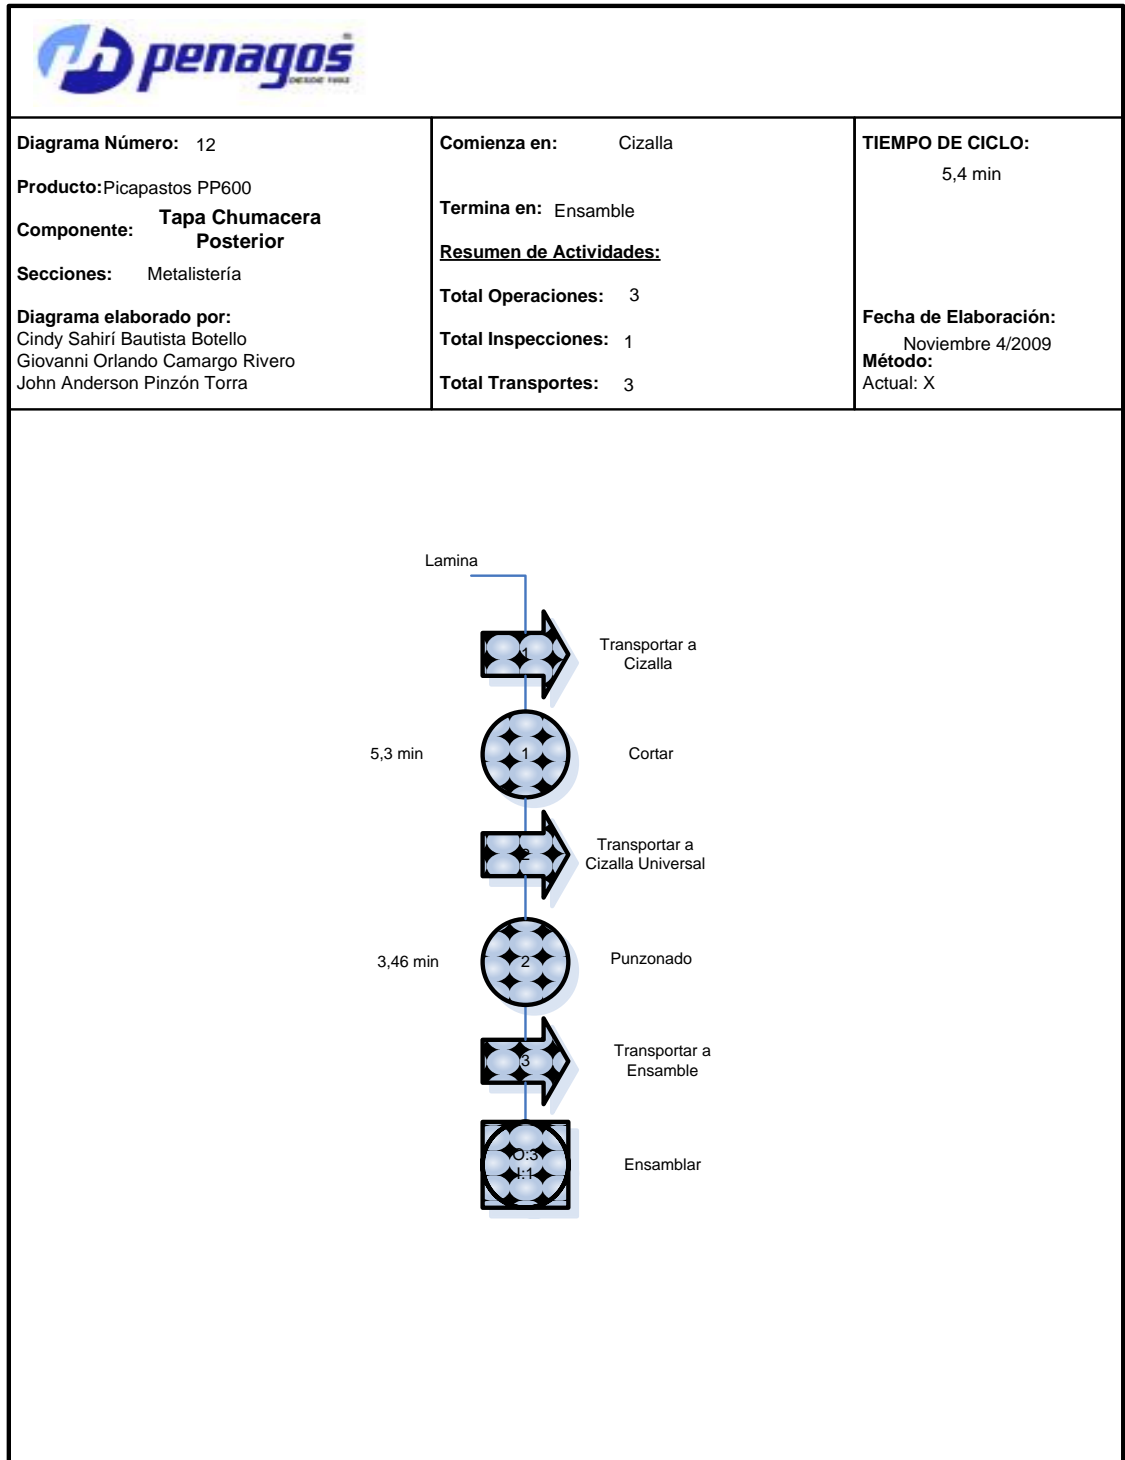 penagos
DESDE 1892
Diagrama Número: 12
Producto: Picapastos PP600
Componente: Tapa Chumacera
Posterior
Secciones: Metalistería
Diagrama elaborado por:
Cindy Sahirí Bautista Botello
Giovanni Orlando Camargo Rivero
John Anderson Pinzón Torra
Comienza en: Cizalla
Termina en: Ensamble
Resumen de Actividades:
Total Operaciones: 3
Total Inspecciones: 1
Total Transportes: 3
TIEMPO DE CICLO:
5,4 min
Fecha de Elaboración:
Noviembre 4/2009
Método:
Actual: X
Lamina
1
Transportar a
Cizalla
5,3 min
1
Cortar
2
Transportar a
Cizalla Universal
3,46 min
2
Punzonado
3
Transportar a
Ensamble
O:3
I:1
Ensamblar